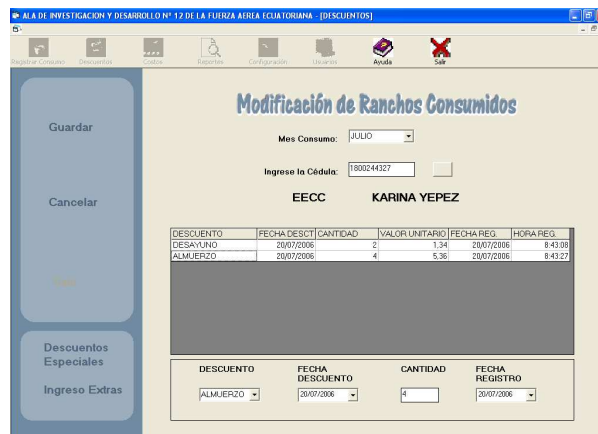 ALA DE INVESTIGACION Y DESARROLLO Nº 12 DE LA FUERZA AEREA ECUATORIANA - [DESCUENTOS]
Registrar Consumo Descuentos Costos Reportes Configuración Usuarios Ayuda Salir
Modificación de Ranchos Consumidos
Guardar
Mes Consumo: JULIO
Ingrese la Cédula: 1800244327
Cancelar
EECC KARINA YEPEZ
DESCUENTO FECHA DESCT CANTIDAD VALOR UNITARIO FECHA REG. HORA REG.
DESAYUNO 20/07/2006 2 1,34 20/07/2006 8:43:08
ALMUERZO 20/07/2006 4 5,36 20/07/2006 8:43:27
Descuentos
Especiales
Ingreso Extras
DESCUENTO FECHA DESCUENTO CANTIDAD FECHA REGISTRO
ALMUERZO 20/07/2006 4 20/07/2006